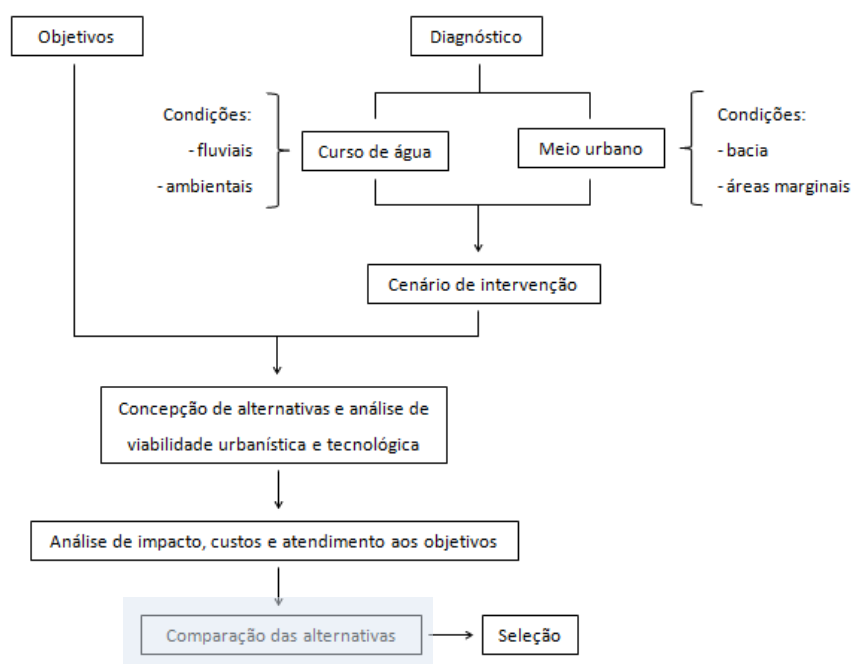 Objetivos
Diagnóstico
Condições:
- fluviais
- ambientais
Curso de água
Meio urbano
Condições:
- bacia
- áreas marginais
Cenário de intervenção
Concepção de alternativas e análise de
viabilidade urbanística e tecnológica
Análise de impacto, custos e atendimento aos objetivos
Comparação das alternativas
Seleção